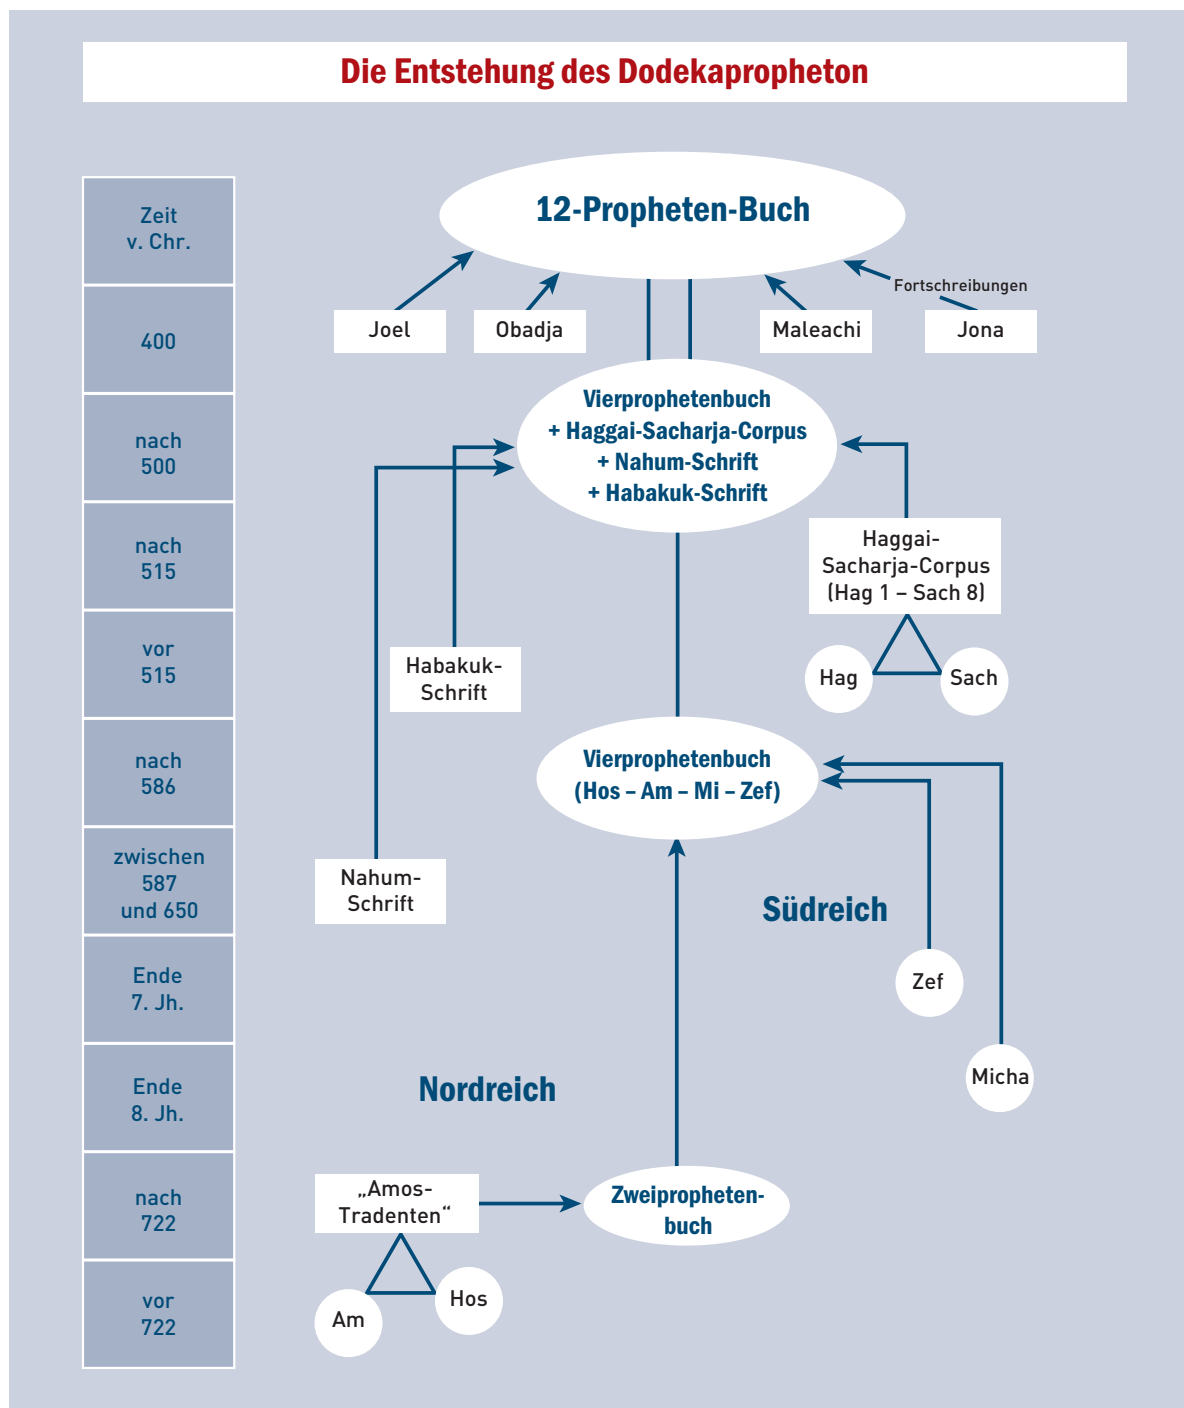 Die Entstehung des Dodekapropheton
Zeit
v. Chr.
400
nach
500
nach
515
vor
515
nach
586
zwischen
587
und 650
Ende
7. Jh.
Ende
8. Jh.
nach
722
vor
722
12-Propheten-Buch
Fortschreibungen
Joel
Obadja
Maleachi
Jona
Vierprophetenbuch
+ Haggai-Sacharja-Corpus
+ Nahum-Schrift
+ Habakuk-Schrift
Haggai-
Sacharja-Corpus
(Hag 1 – Sach 8)
Hag
Sach
Habakuk-
Schrift
Vierprophetenbuch
(Hos – Am – Mi – Zef)
Nahum-
Schrift
Südreich
Zef
Micha
Nordreich
„Amos-
Tradenten“
Zweipropheten-
buch
Am
Hos